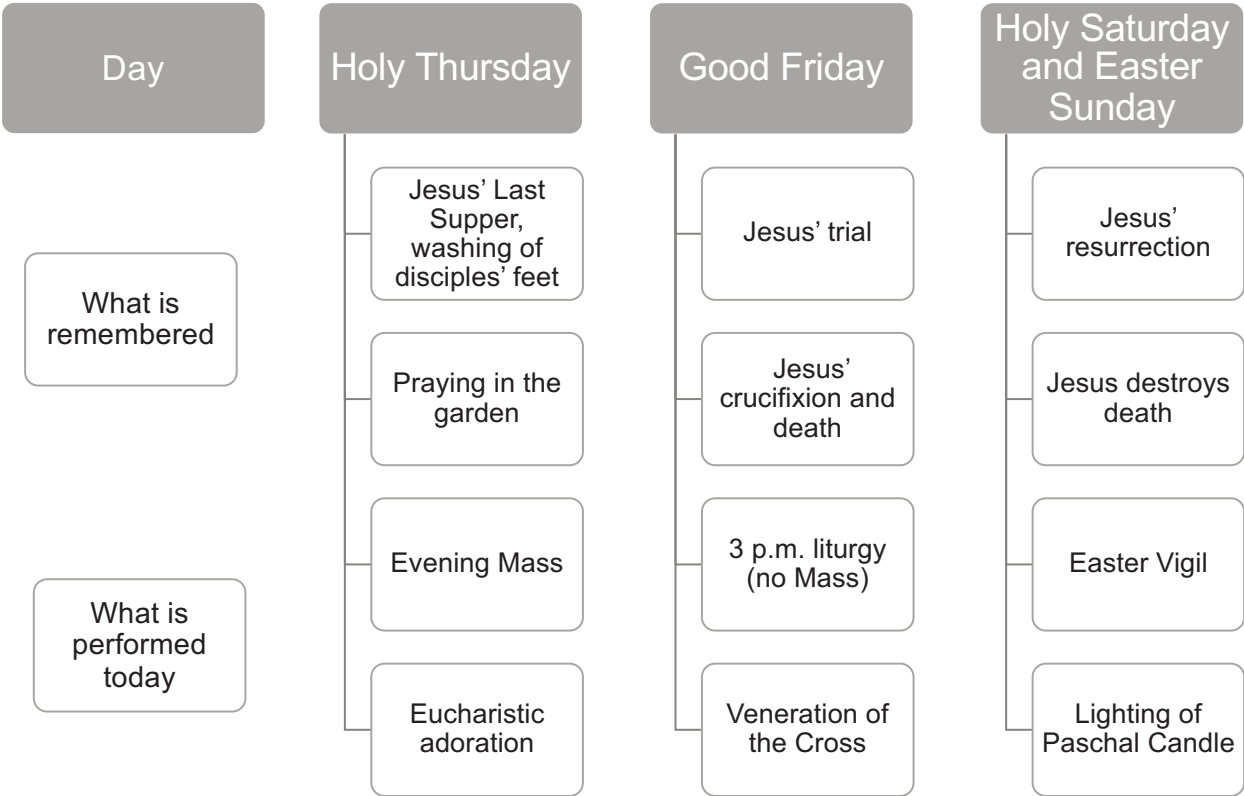 Day
Holy Thursday
Good Friday
Holy Saturday
and Easter
Sunday
What is
remembered
Jesus’ Last
Supper,
washing of
disciples’ feet
Jesus’ trial
Jesus’
resurrection
Praying in the
garden
Jesus’
crucifixion and
death
Jesus destroys
death
What is
performed
today
Evening Mass
3 p.m. liturgy
(no Mass)
Easter Vigil
Eucharistic
adoration
Veneration of
the Cross
Lighting of
Paschal Candle